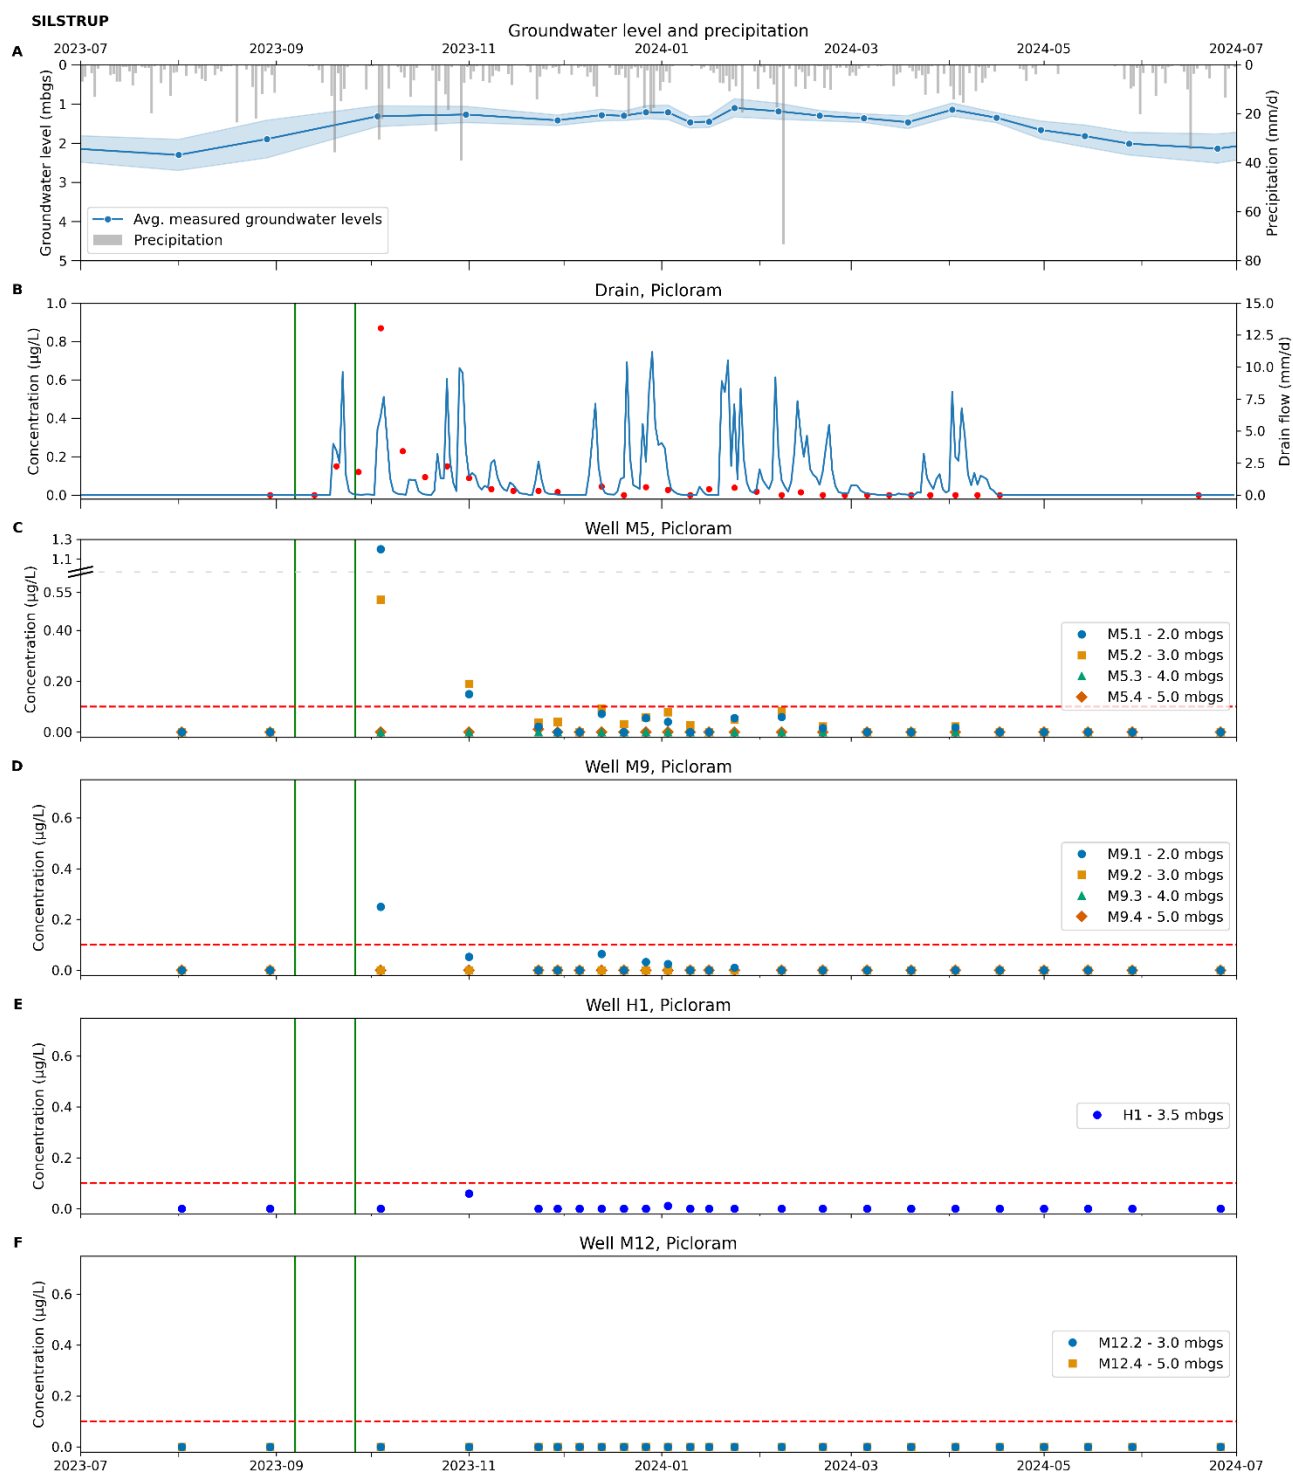 SILSTRUP
Groundwater level and precipitation
A
2023-07 2023-09 2023-11 2024-01 2024-03 2024-05 2024-07
Groundwater level (mbgs)
0
1
2
3
4
5
Avg. measured groundwater levels
Precipitation
0
20
40
60
80
Precipitation (mm/d)
B
Drain, Picloram
Concentration (µg/L)
1.0
0.8
0.6
0.4
0.2
0.0
15.0
12.5
10.0
7.5
5.0
2.5
0.0
Drain flow (mm/d)
C
Well M5, Picloram
Concentration (µg/L)
1.3
1.1
0.55
0.40
0.20
0.00
M5.1 - 2.0 mbgs
M5.2 - 3.0 mbgs
M5.3 - 4.0 mbgs
M5.4 - 5.0 mbgs
D
Well M9, Picloram
Concentration (µg/L)
0.6
0.4
0.2
0.0
M9.1 - 2.0 mbgs
M9.2 - 3.0 mbgs
M9.3 - 4.0 mbgs
M9.4 - 5.0 mbgs
E
Well H1, Picloram
Concentration (µg/L)
0.6
0.4
0.2
0.0
H1 - 3.5 mbgs
F
Well M12, Picloram
Concentration (µg/L)
0.6
0.4
0.2
0.0
M12.2 - 3.0 mbgs
M12.4 - 5.0 mbgs
2023-07 2023-09 2023-11 2024-01 2024-03 2024-05 2024-07